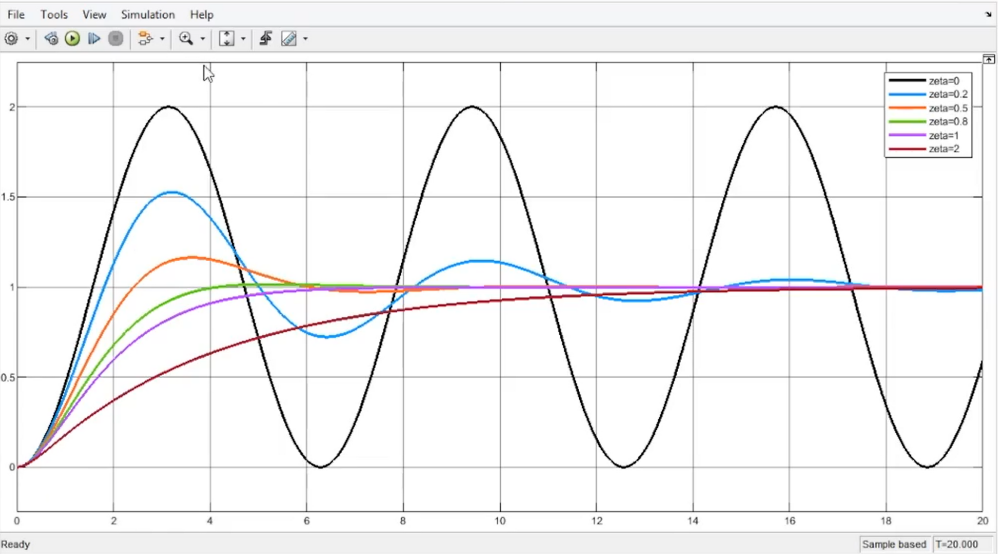 File Tools View Simulation Help
zeta=0
zeta=0.2
zeta=0.5
zeta=0.8
zeta=1
zeta=2
2
1.5
1
0.5
0
0 2 4 6 8 10 12 14 16 18 20
Ready Sample based T=20.000